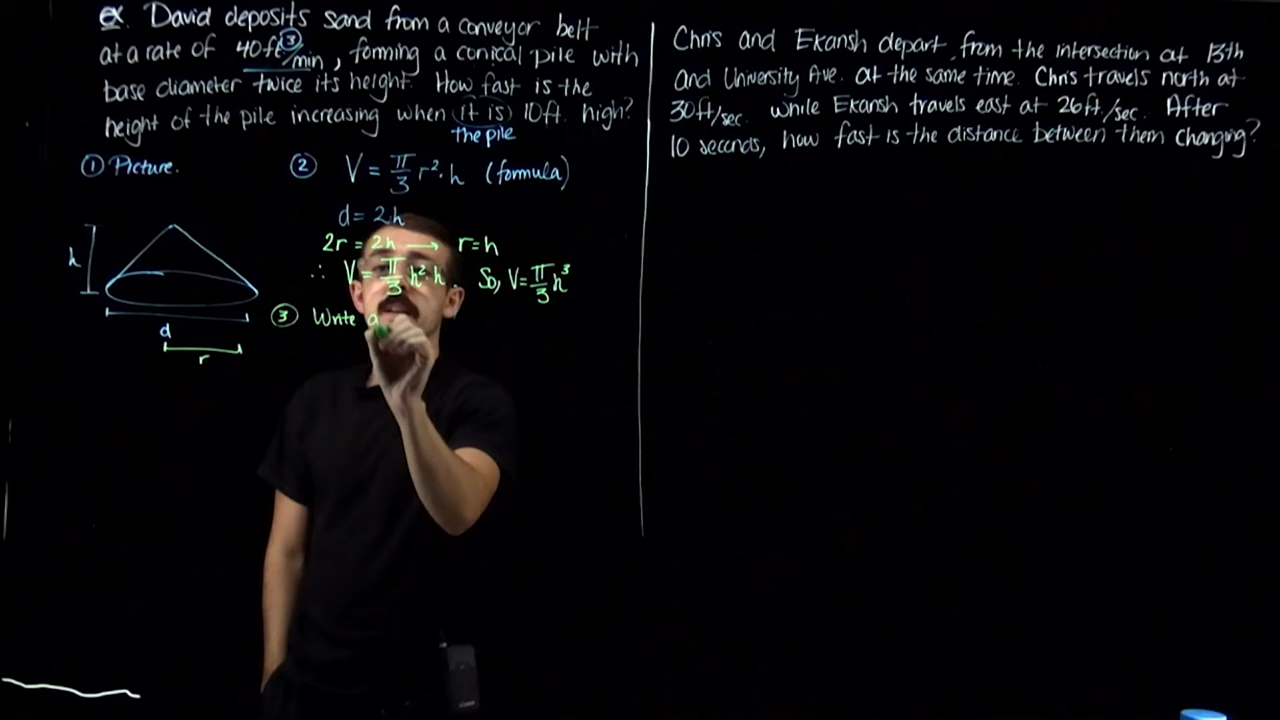 ex. David deposits sand from a conveyor belt
at a rate of 40ft³/min, forming a conical pile with
base diameter twice its height. How fast is the
height of the pile increasing when (it is) 10ft. high?
the pile
① Picture.
② V = π/3 r²·h (formula)
d = 2h
2r = 2h → r=h
∴ V = π/3 h²·h. So, V = π/3 h³
③ Write
h
d
r
Chris and Ekansh depart from the intersection at 13th
and University Ave. at the same time. Chris travels north at
30ft/sec. while Ekansh travels east at 26ft./sec. After
10 seconds, how fast is the distance between them changing?